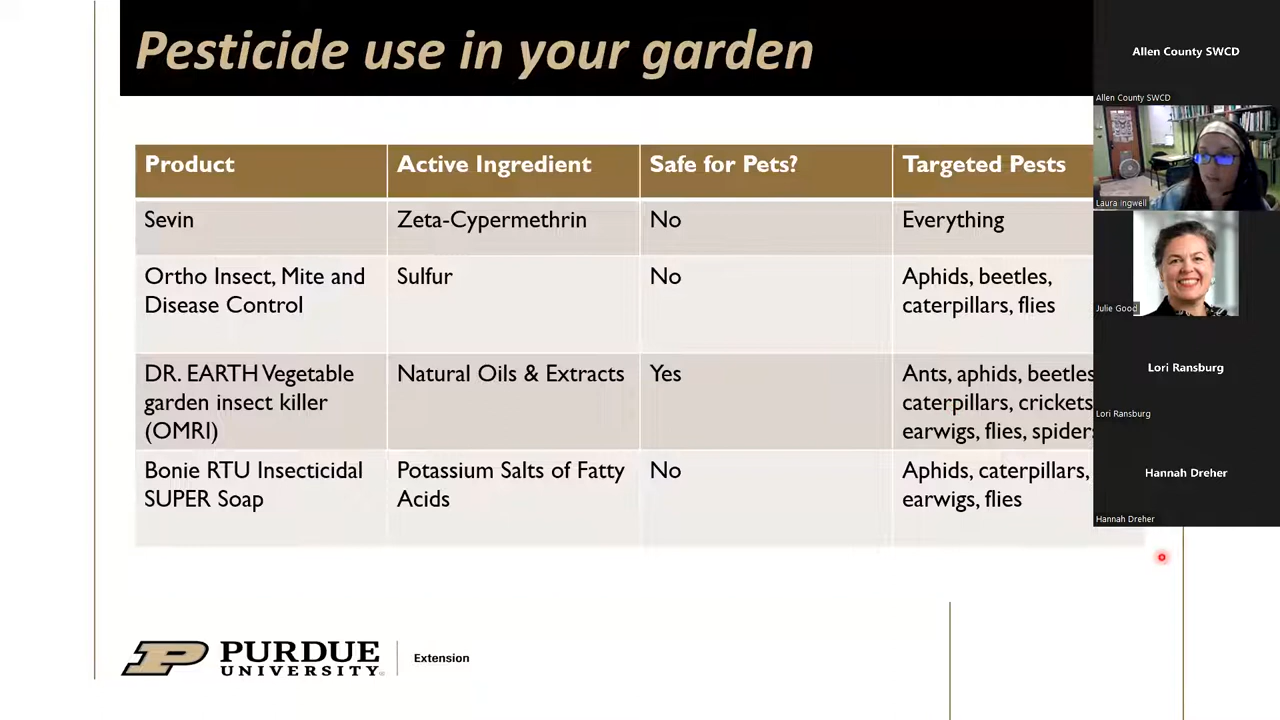 Pesticide use in your garden
Product
Active Ingredient
Safe for Pets?
Targeted Pests
Sevin
Zeta-Cypermethrin
No
Everything
Ortho Insect, Mite and
Disease Control
Sulfur
No
Aphids, beetles,
caterpillars, flies
DR. EARTH Vegetable
garden insect killer
(OMRI)
Natural Oils & Extracts
Yes
Ants, aphids, beetles
caterpillars, crickets
earwigs, flies, spider
Bonie RTU Insecticidal
SUPER Soap
Potassium Salts of Fatty
Acids
No
Aphids, caterpillars,
earwigs, flies
PURDUE
UNIVERSITY
Extension
Allen County SWCD
Allen County SWCD
Laura Ingwell
Julie Good
Lori Ransburg
Lori Ransburg
Hannah Dreher
Hannah Dreher